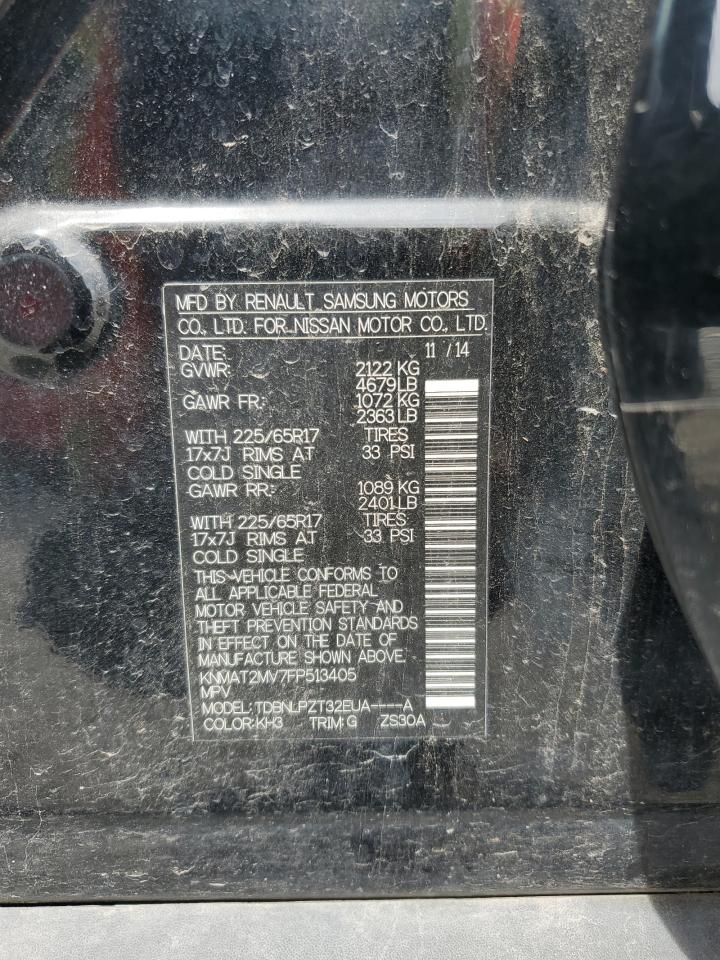 MFD BY RENAULT SAMSUNG MOTORS
CO., LTD. FOR NISSAN MOTOR CO., LTD.
DATE: 11 / 14
GVWR: 2122 KG
4679 LB
GAWR FR: 1072 KG
2363 LB
WITH 225/65R17 TIRES
17x7J RIMS AT 33 PSI
COLD SINGLE
GAWR RR: 1089 KG
2401 LB
WITH 225/65R17 TIRES
17x7J RIMS AT 33 PSI
COLD SINGLE
THIS VEHICLE CONFORMS TO
ALL APPLICABLE FEDERAL
MOTOR VEHICLE SAFETY AND
THEFT PREVENTION STANDARDS
IN EFFECT ON THE DATE OF
MANUFACTURE SHOWN ABOVE.
KNMAT2MV7FP513405
MPV
MODEL: TDBNLPZT32EUA----A
COLOR: KH3 TRIM: G ZS30A